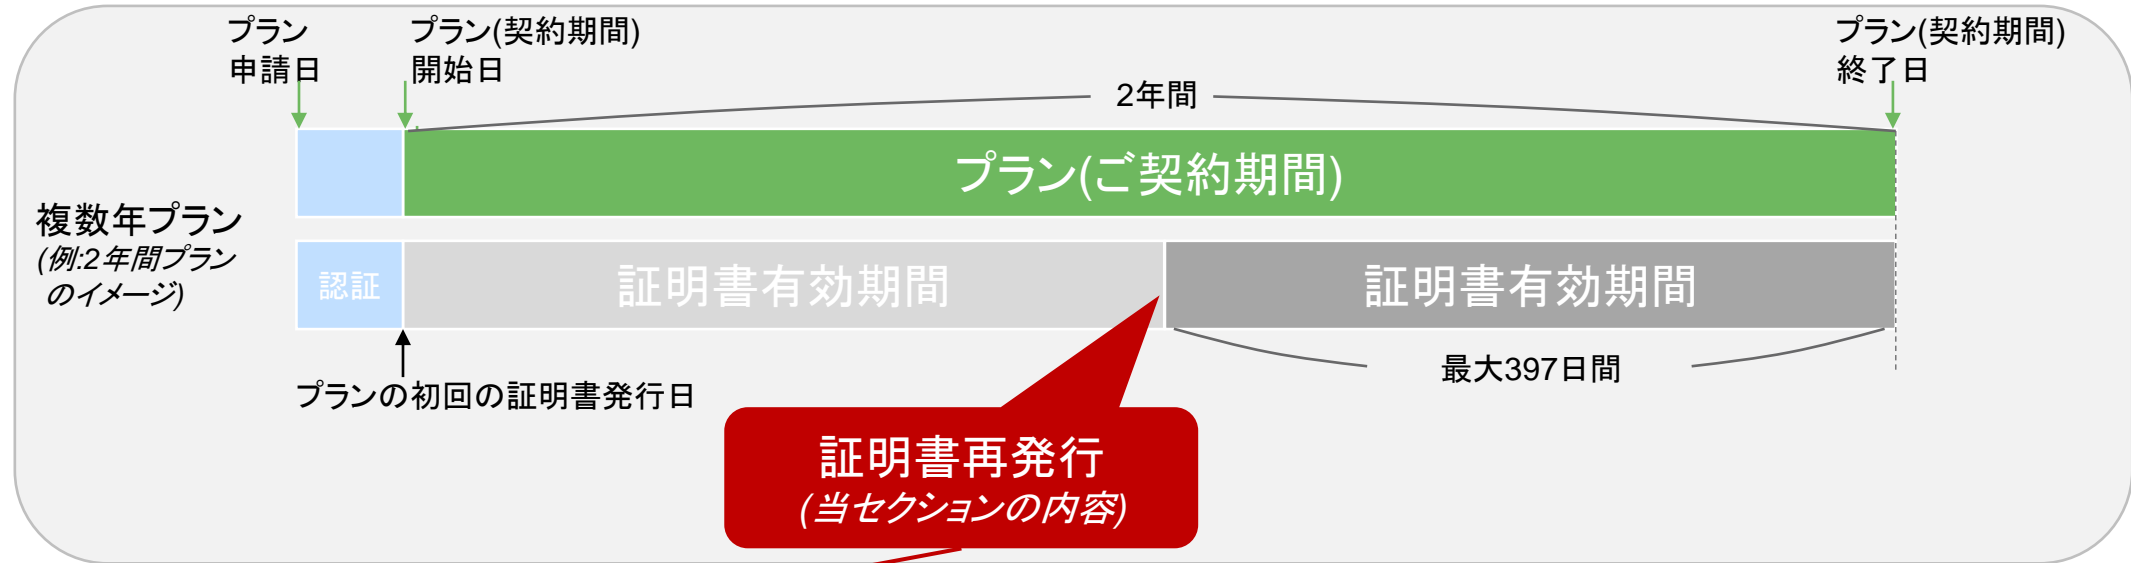 プラン
申請日
プラン(契約期間)
開始日
プラン(契約期間)
終了日
2年間
プラン(ご契約期間)
複数年プラン
(例:2年間プラン
のイメージ)
認証
証明書有効期間
証明書有効期間
最大397日間
プランの初回の証明書発行日
証明書再発行
(当セクションの内容)